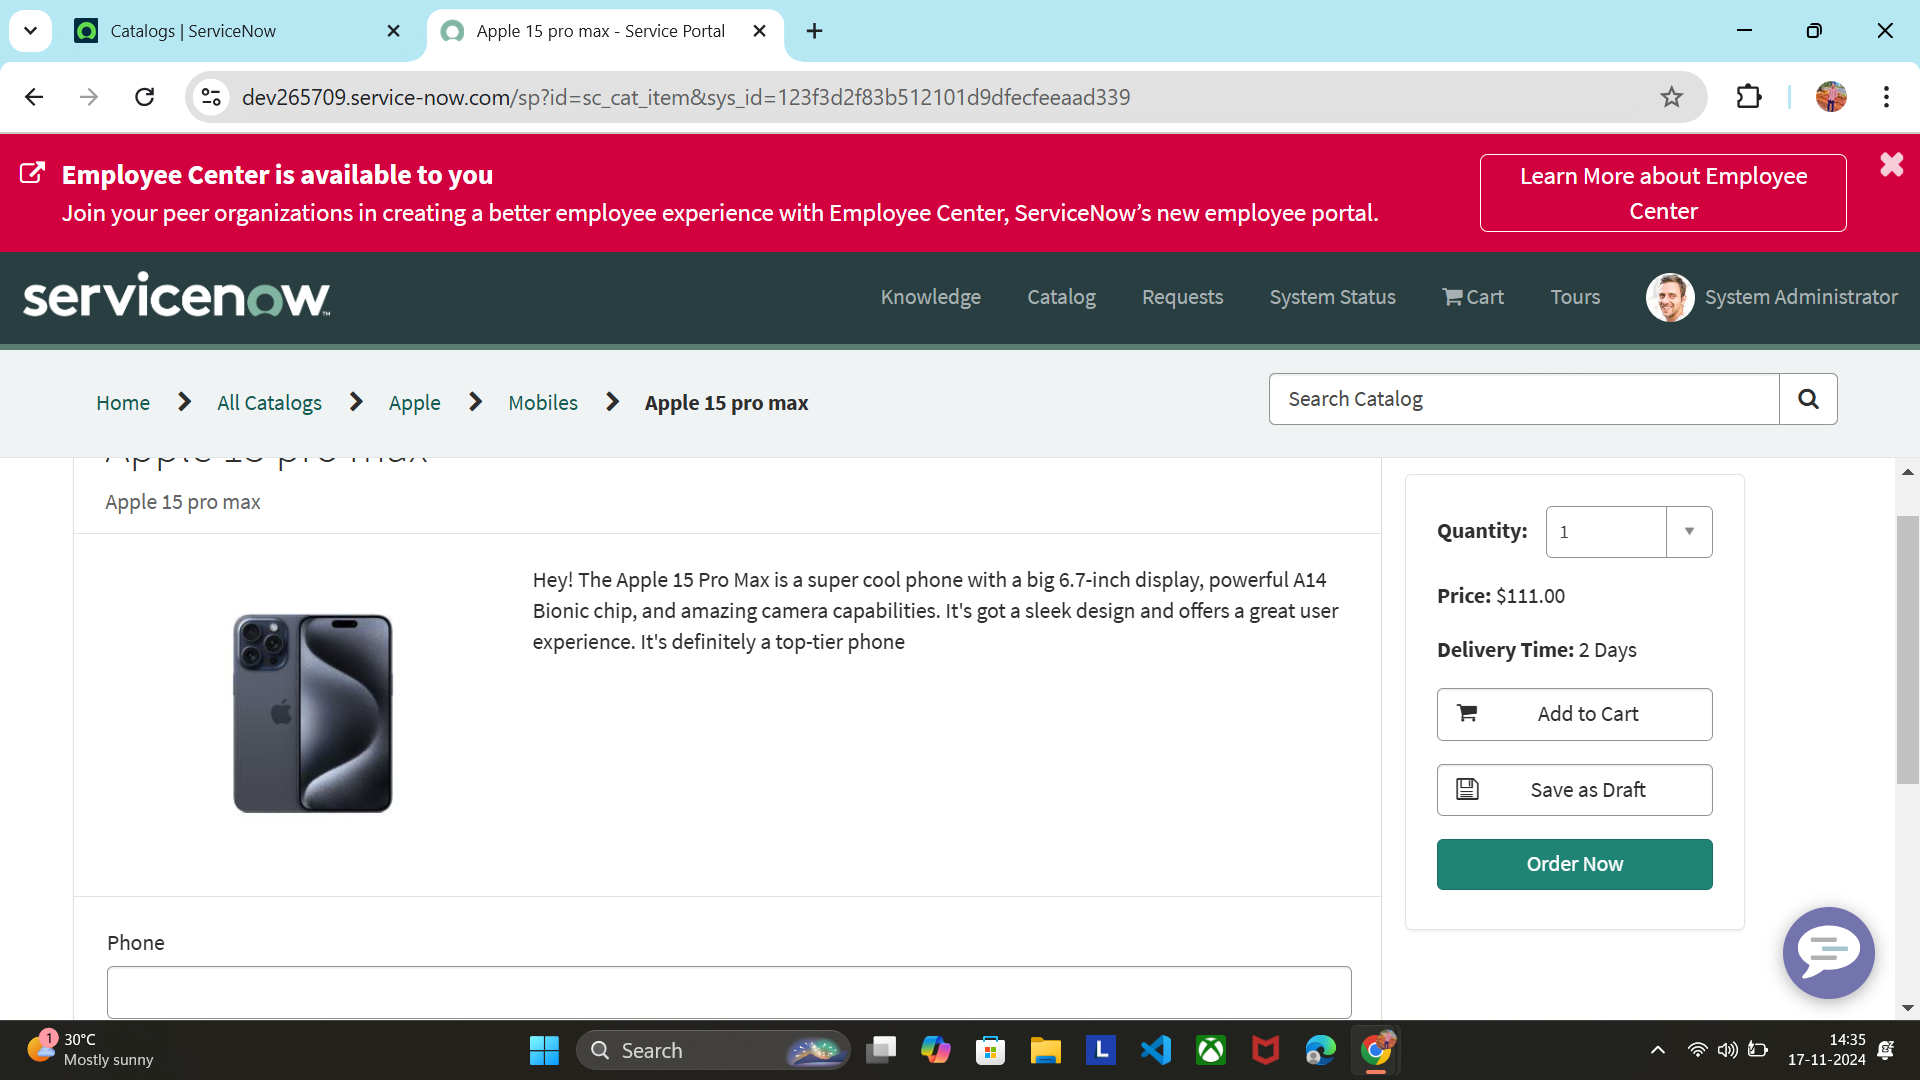 Catalogs | ServiceNow
Apple 15 pro max - Service Portal
dev265709.service-now.com/sp?id=sc_cat_item&sys_id=123f3d2f83b512101d9dfecfeeaad339
Employee Center is available to you
Join your peer organizations in creating a better employee experience with Employee Center, ServiceNow’s new employee portal.
Learn More about Employee
Center
servicenow™
Knowledge Catalog Requests System Status Cart Tours System Administrator
Home All Catalogs Apple Mobiles Apple 15 pro max
Search Catalog
Apple 15 pro max
Apple 15 pro max
Hey! The Apple 15 Pro Max is a super cool phone with a big 6.7-inch display, powerful A14
Bionic chip, and amazing camera capabilities. It's got a sleek design and offers a great user
experience. It's definitely a top-tier phone
Quantity: 1
Price: $111.00
Delivery Time: 2 Days
Add to Cart
Save as Draft
Order Now
Phone
1
30°C
Mostly sunny
Search
L
14:35
17-11-2024